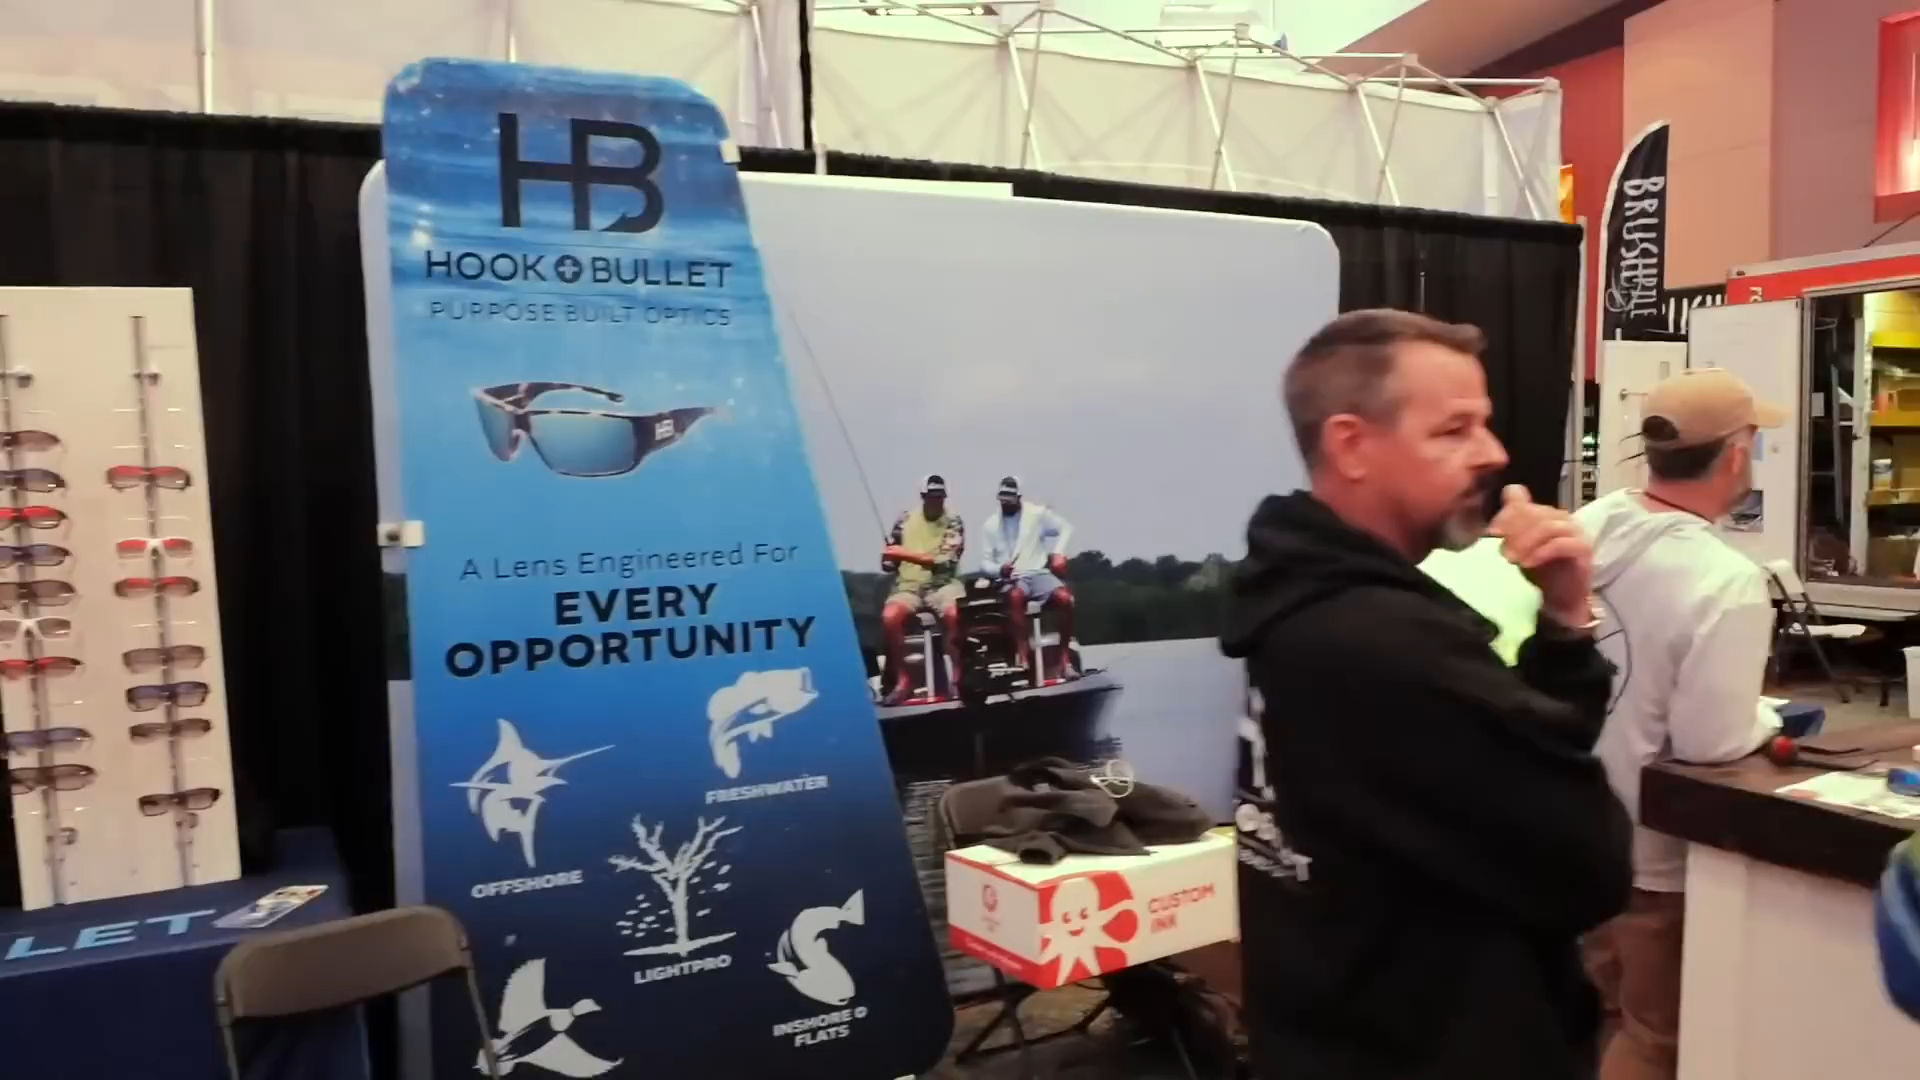 HB
HOOK BULLET
PURPOSE BUILT OPTICS
HB
A Lens Engineered For
EVERY
OPPORTUNITY
FRESHWATER
OFFSHORE
LIGHTPRO
INSHORE
FLATS
LET
CUSTOM
INK
BRUSHPILE